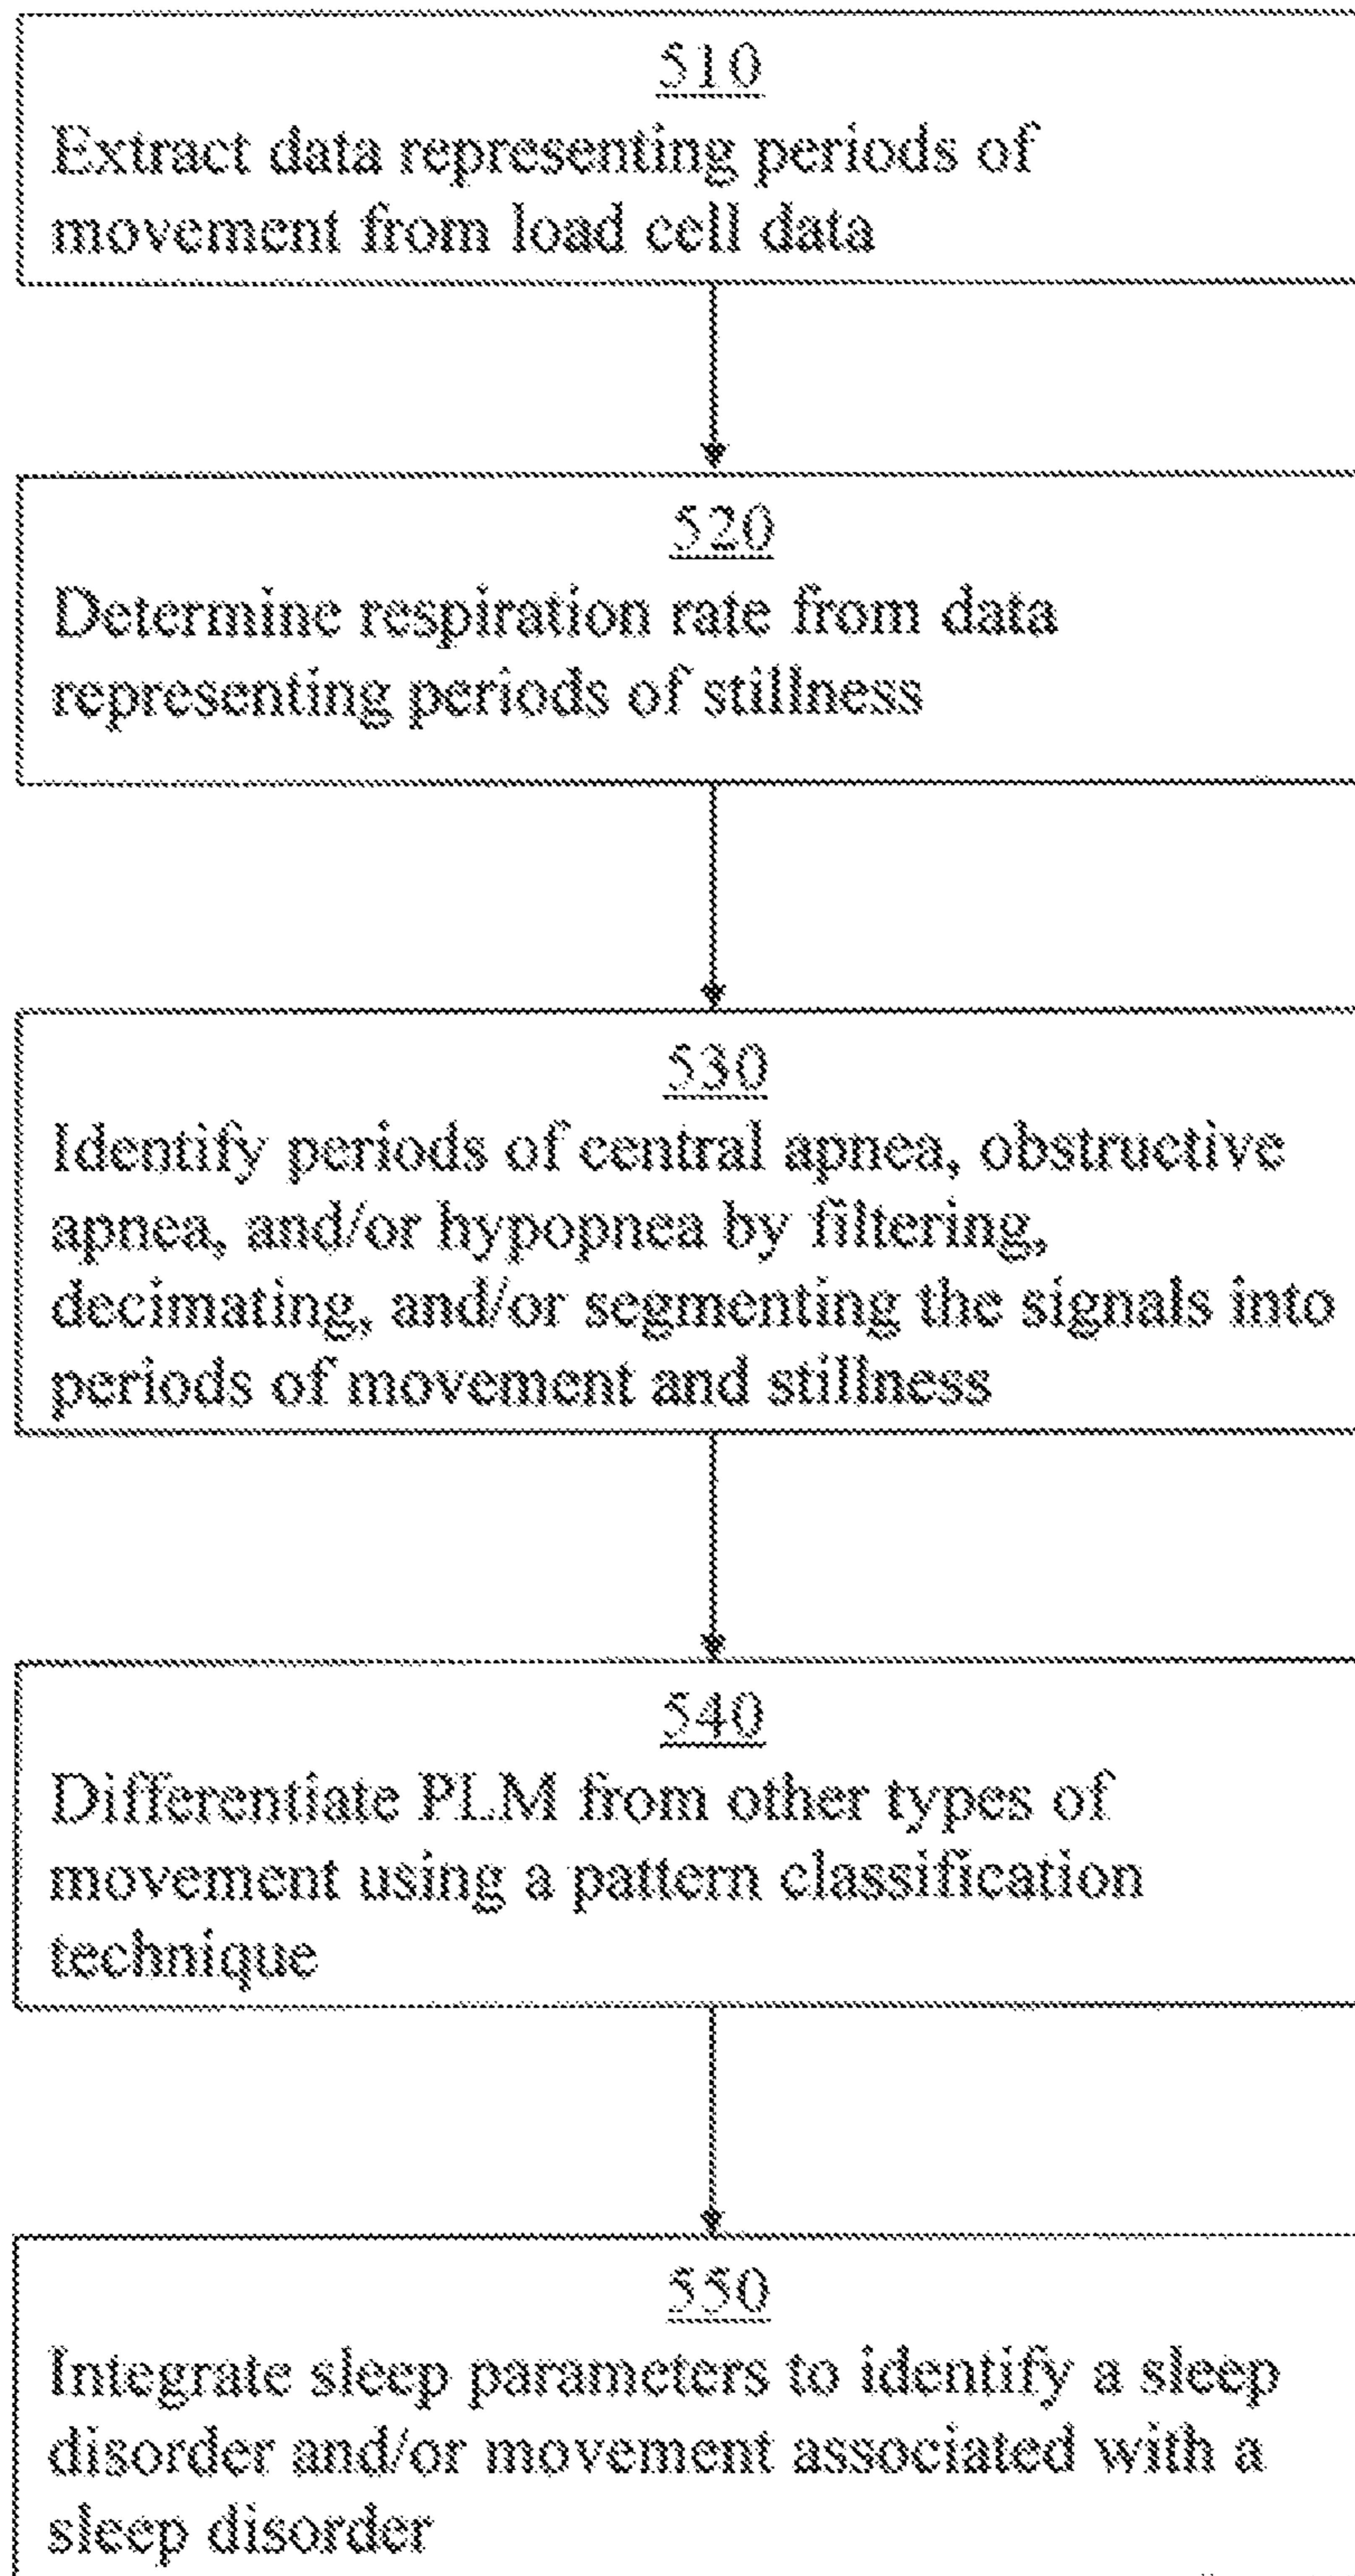 510
Extract data representing periods of
movement from load cell data
520
Determine respiration rate from data
representing periods of stillness
530
Identify periods of central apnea, obstructive
apnea, and/or hypopnea by filtering,
decimating, and/or segmenting the signals into
periods of movement and stillness
540
Differentiate PLM from other types of
movement using a pattern classification
technique
550
Integrate sleep parameters to identify a sleep
disorder and/or movement associated with a
sleep disorder